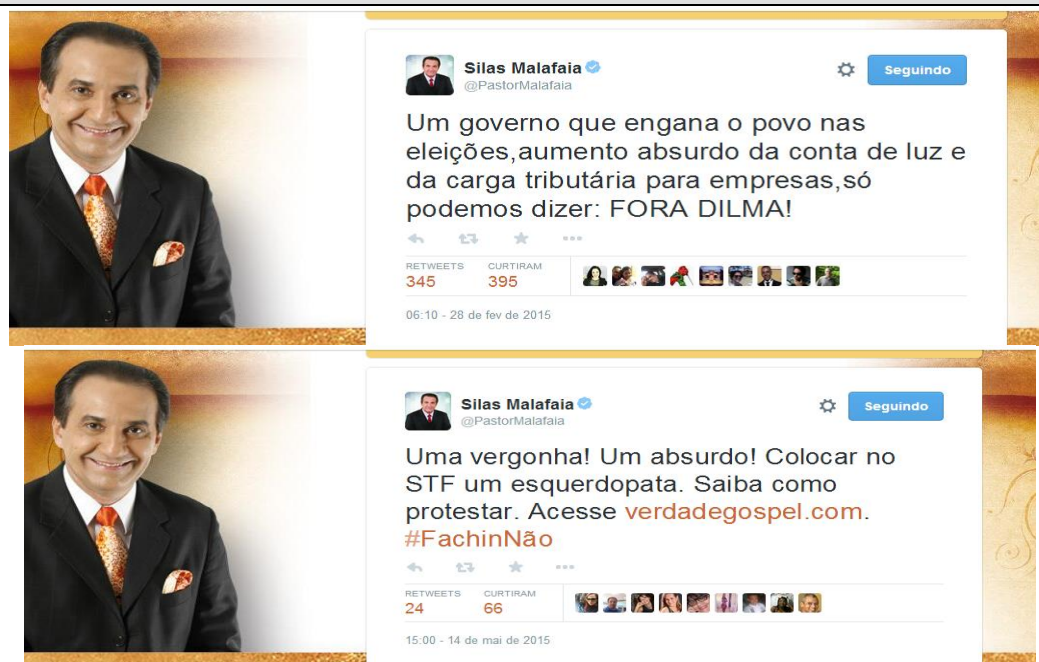 Silas Malafaia
@PastorMalafaia
Seguindo
Um governo que engana o povo nas
eleições,aumento absurdo da conta de luz e
da carga tributária para empresas,só
podemos dizer: FORA DILMA!
RETWEETS CURTIRAM
345 395
06:10 - 28 de fev de 2015
Silas Malafaia
@PastorMalafaia
Seguindo
Uma vergonha! Um absurdo! Colocar no
STF um esquerdopata. Saiba como
protestar. Acesse verdadegospel.com.
#FachinNão
RETWEETS CURTIRAM
24 66
15:00 - 14 de mai de 2015